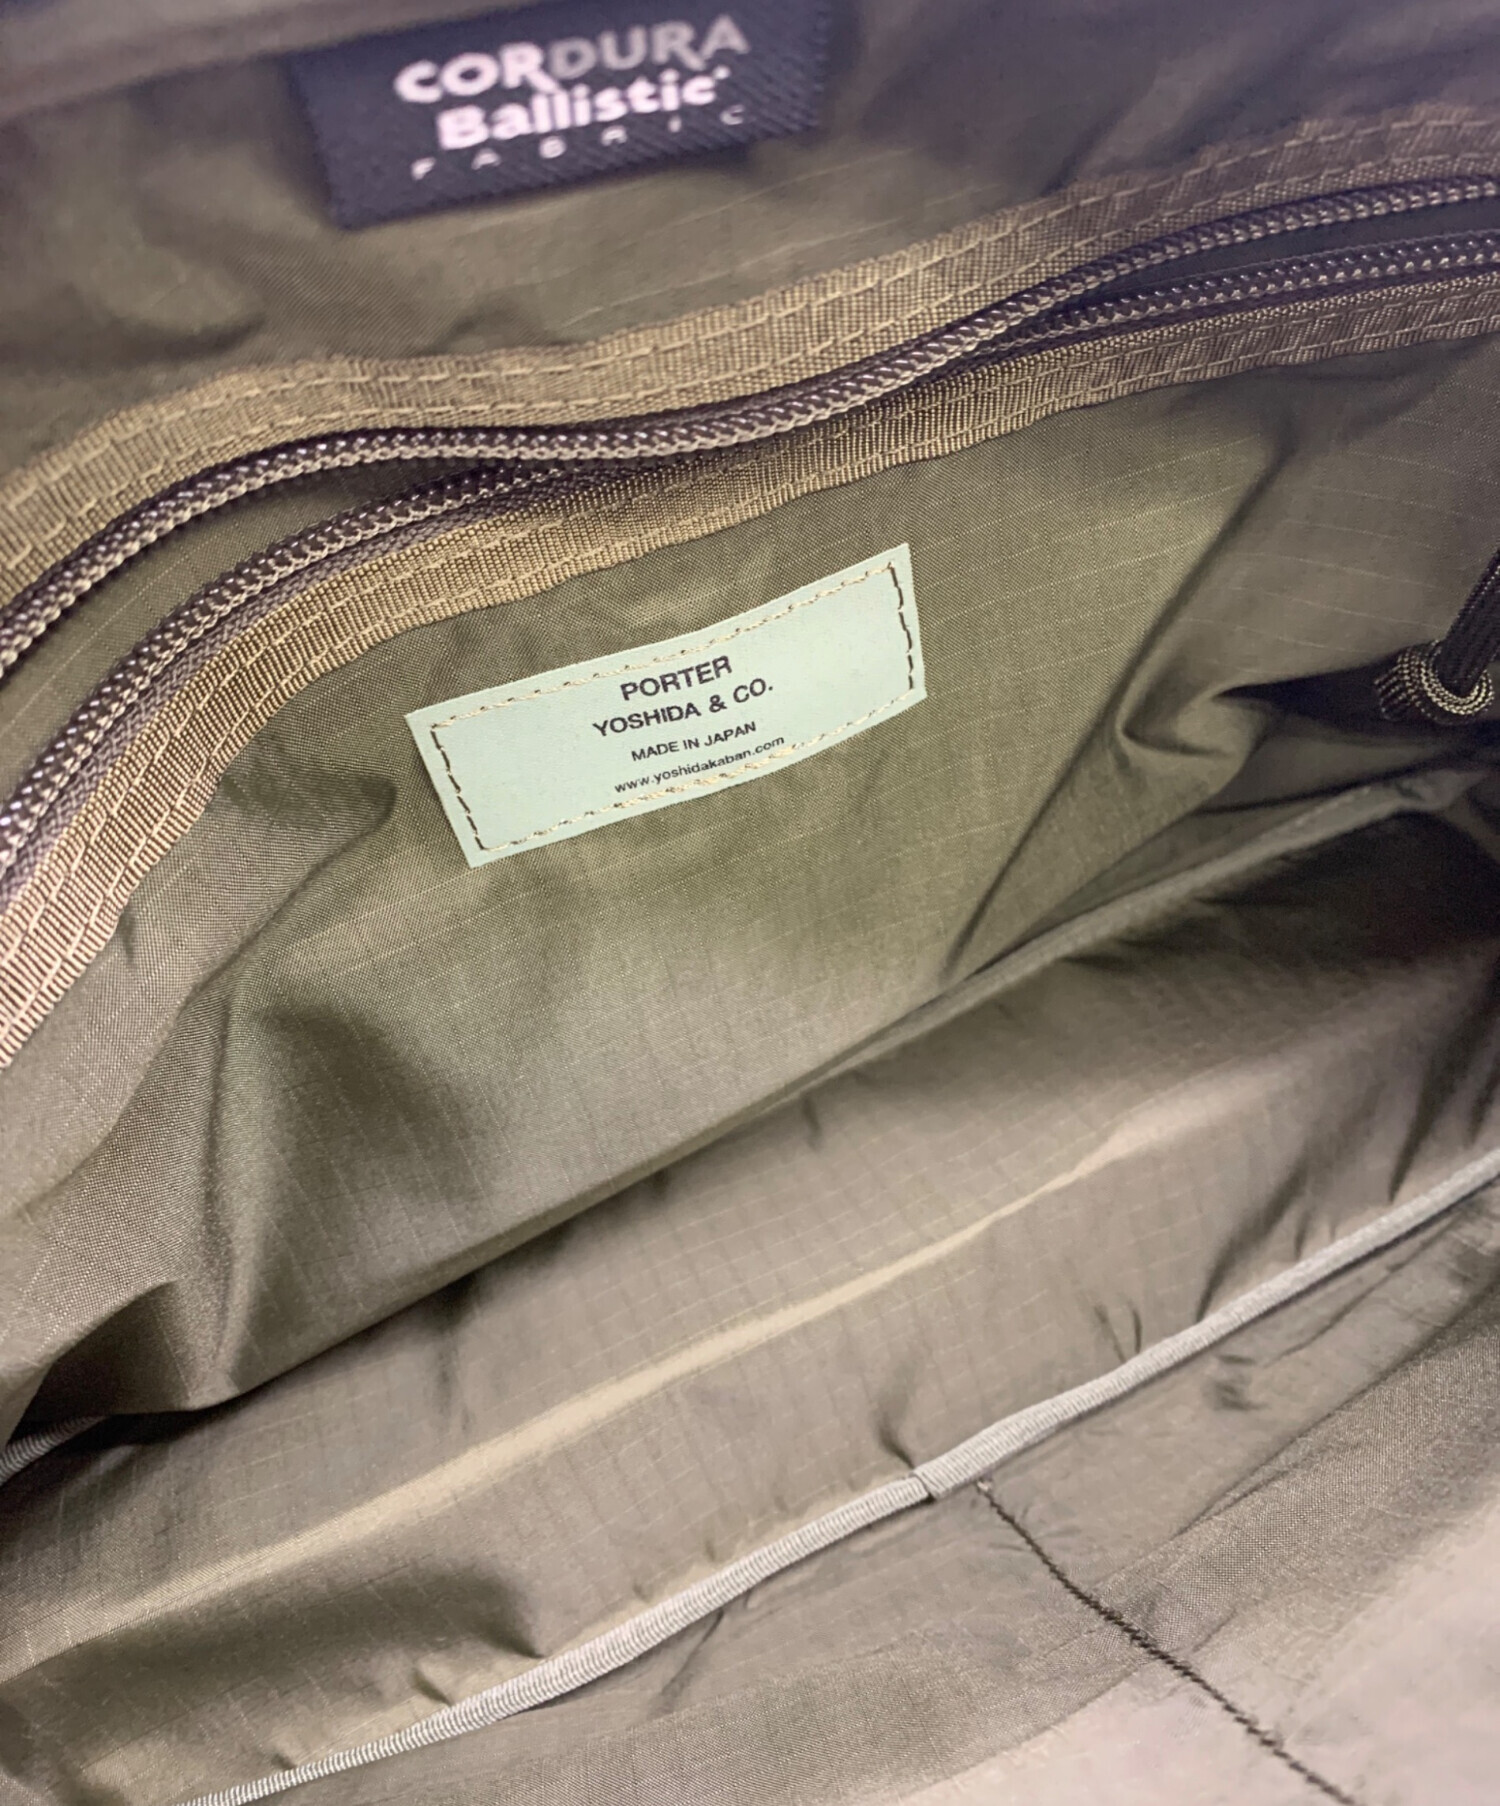 CORDURA
Ballistic®
FABRIC
PORTER
YOSHIDA & CO.
MADE IN JAPAN
www.yoshidakaban.com